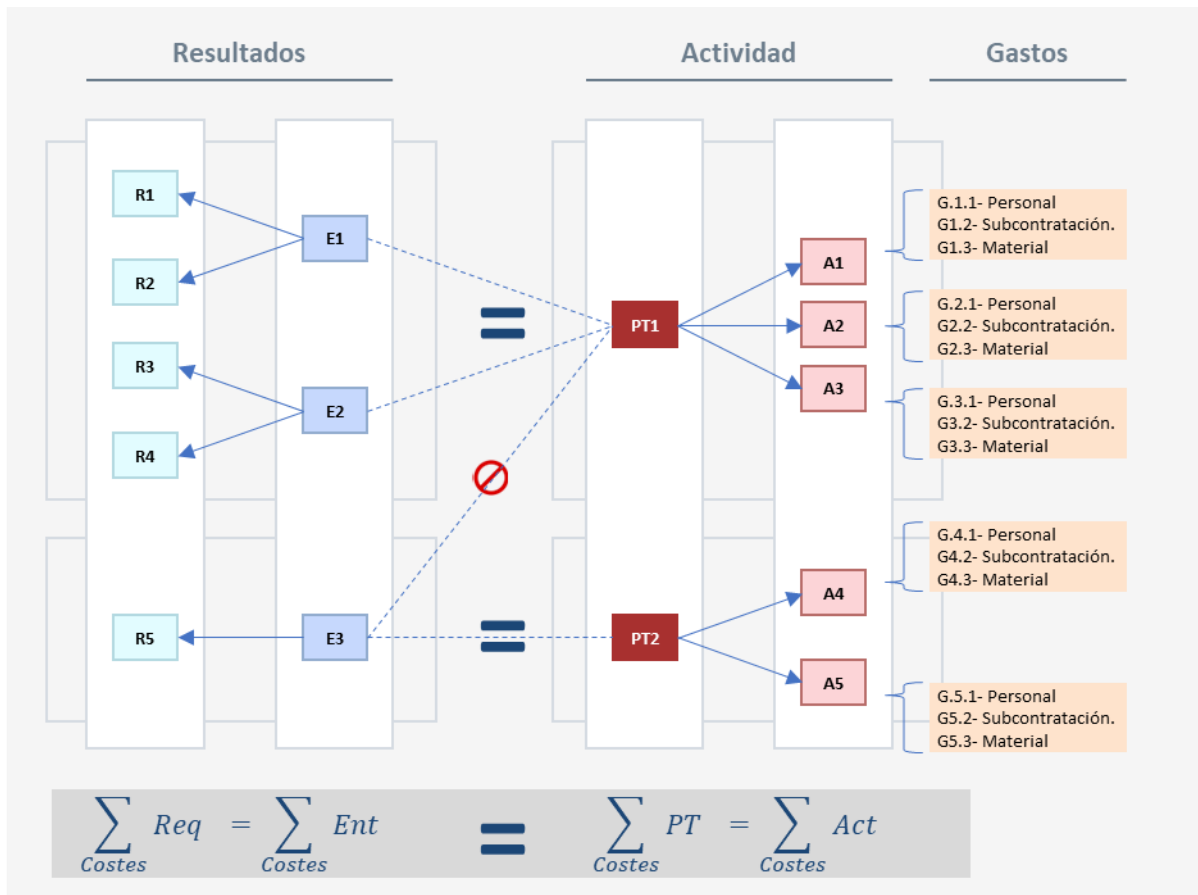 Resultados
Actividad
Gastos
R1
R2
R3
R4
R5
E1
E2
E3
PT1
PT2
A1
A2
A3
A4
A5
G.1.1- Personal
G1.2- Subcontratación.
G1.3- Material
G.2.1- Personal
G2.2- Subcontratación.
G2.3- Material
G.3.1- Personal
G3.2- Subcontratación.
G3.3- Material
G.4.1- Personal
G4.2- Subcontratación.
G4.3- Material
G.5.1- Personal
G5.2- Subcontratación.
G5.3- Material
∑ Req = ∑ Ent = ∑ PT = ∑ Act
Costes Costes Costes Costes